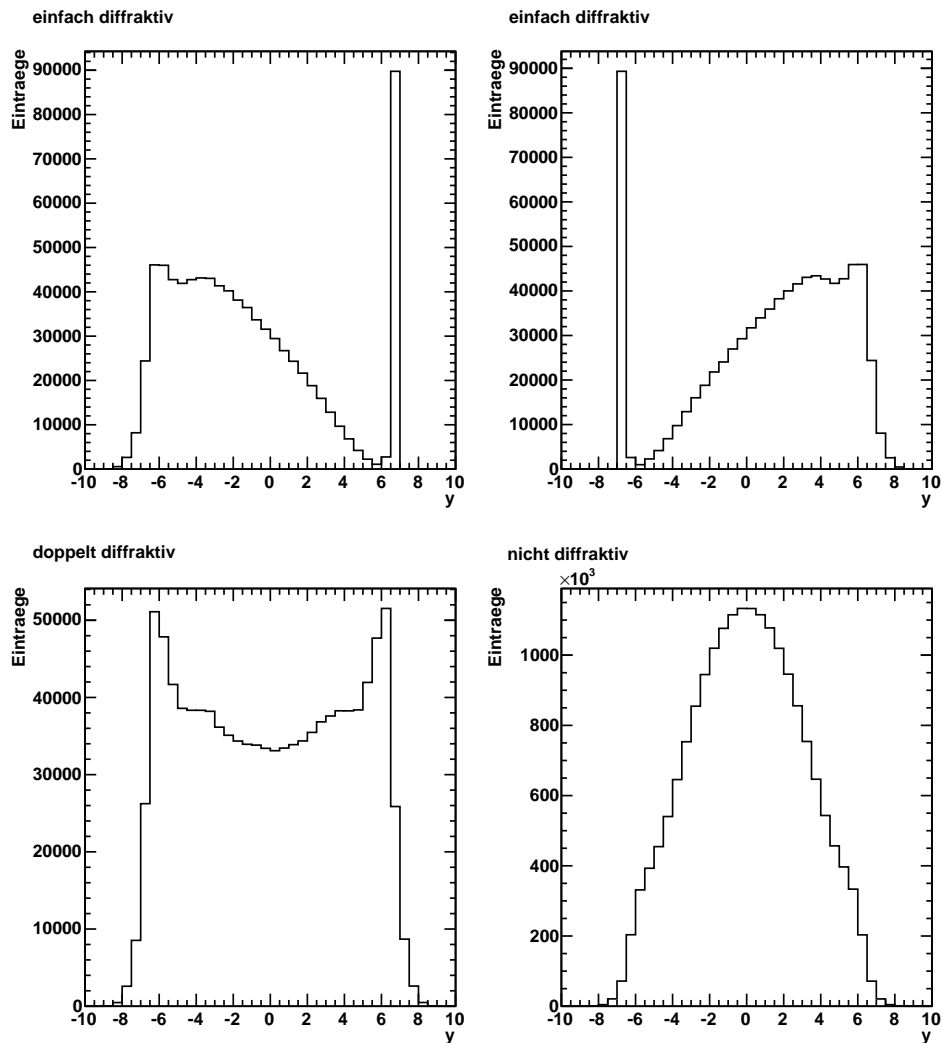 einfach diffraktiv
Eintraege
90000
80000
70000
60000
50000
40000
30000
20000
10000
0
-10 -8 -6 -4 -2 0 2 4 6 8 10
y
einfach diffraktiv
Eintraege
90000
80000
70000
60000
50000
40000
30000
20000
10000
0
-10 -8 -6 -4 -2 0 2 4 6 8 10
y
doppelt diffraktiv
Eintraege
50000
40000
30000
20000
10000
0
-10 -8 -6 -4 -2 0 2 4 6 8 10
y
nicht diffraktiv
×10³
Eintraege
1000
800
600
400
200
0
-10 -8 -6 -4 -2 0 2 4 6 8 10
y